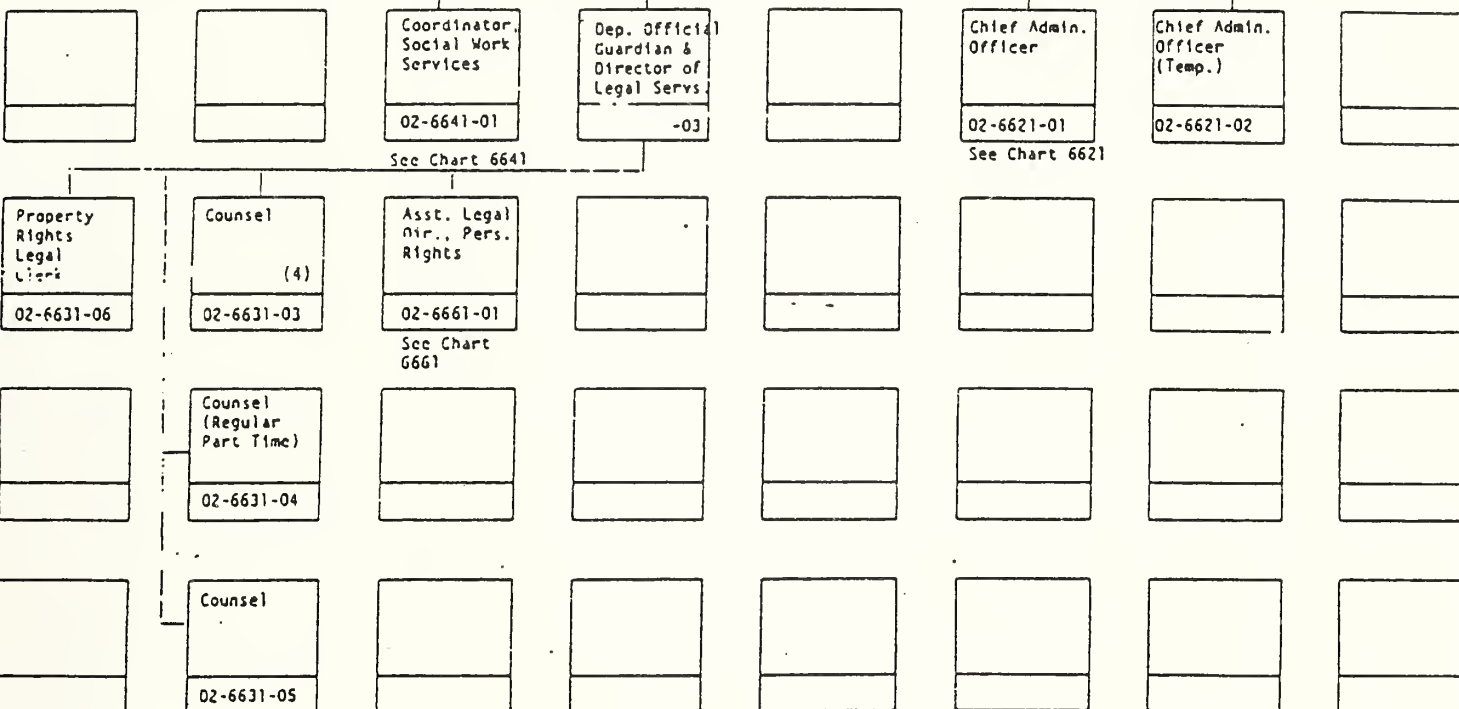 Coordinator,
Social Work
Services
02-6641-01
See Chart 6641
Dep. Official
Guardian &
Director of
Legal Servs.
-03
Chief Admin.
Officer
02-6621-01
See Chart 6621
Chief Admin.
Officer
(Temp.)
02-6621-02
Property
Rights
Legal
Clerk
02-6631-06
Counsel
(4)
02-6631-03
Asst. Legal
Dir., Pers.
Rights
02-6661-01
See Chart
6661
Counsel
(Regular
Part Time)
02-6631-04
Counsel
02-6631-05